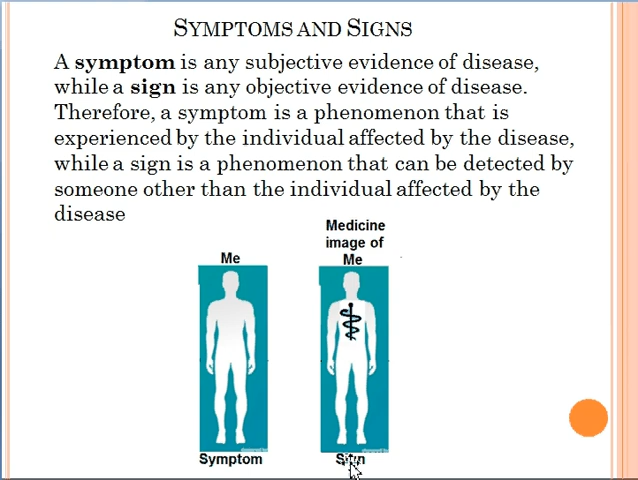 SYMPTOMS AND SIGNS
A symptom is any subjective evidence of disease,
while a sign is any objective evidence of disease.
Therefore, a symptom is a phenomenon that is
experienced by the individual affected by the disease,
while a sign is a phenomenon that can be detected by
someone other than the individual affected by the
disease
Me
Medicine
image of
Me
Symptom
Sign